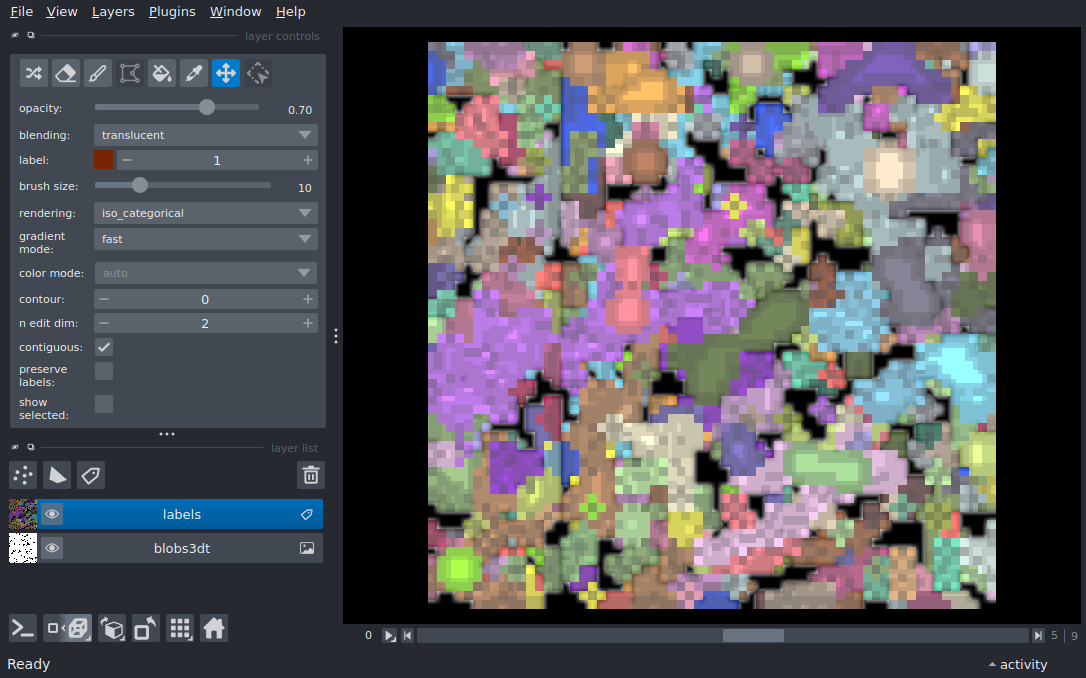 File View Layers Plugins Window Help
layer controls
opacity: 0.70
blending: translucent
label: 1
brush size: 10
rendering: iso_categorical
gradient
mode: fast
color mode: auto
contour: 0
n edit dim: 2
contiguous:
preserve
labels:
show
selected:
layer list
labels
blobs3dt
0 5 9
Ready activity